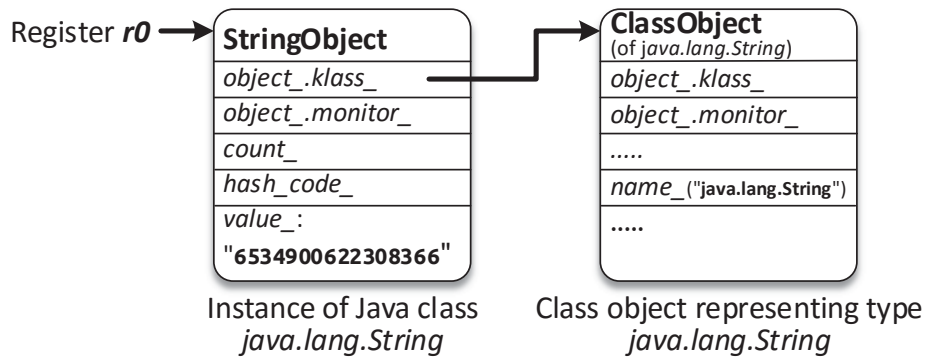 Register r0
StringObject
object_.klass_
object_.monitor_
count_
hash_code_
value_:
"6534900622308366"
Instance of Java class
java.lang.String
ClassObject
(of java.lang.String)
object_.klass_
object_.monitor_
.....
name_("java.lang.String")
.....
Class object representing type
java.lang.String